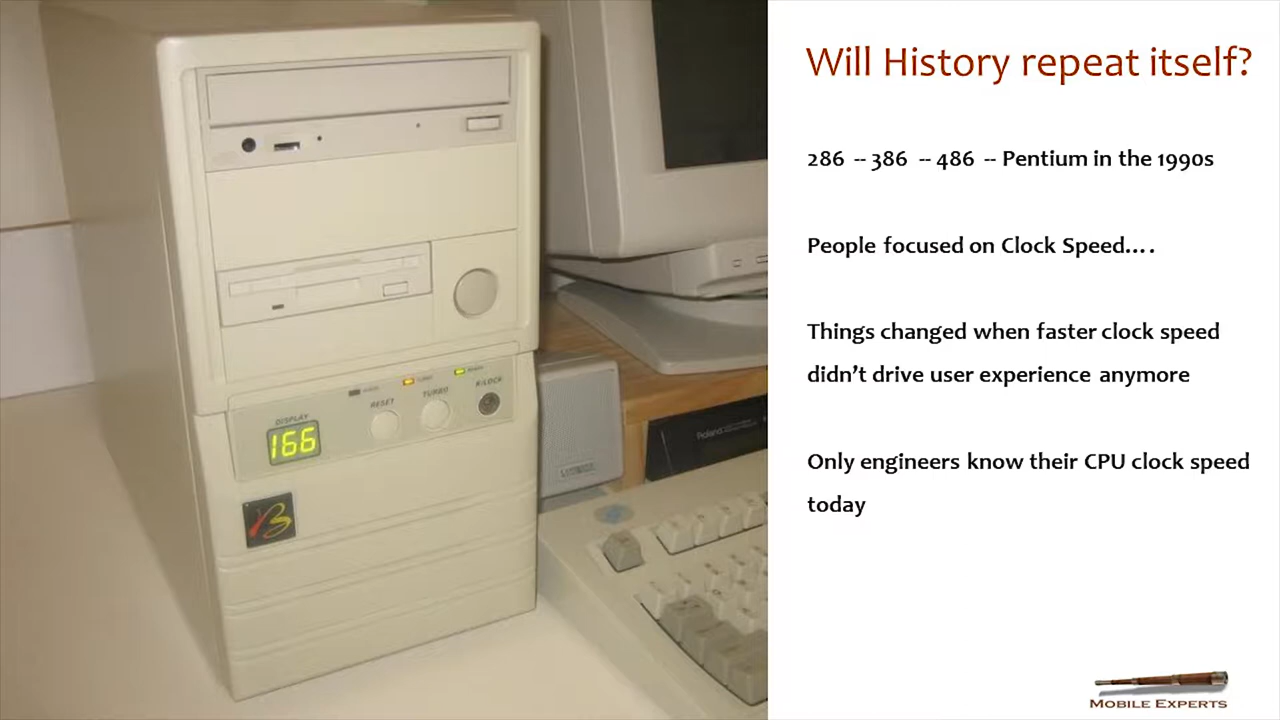 Will History repeat itself?
286 -- 386 -- 486 -- Pentium in the 1990s
People focused on Clock Speed....
Things changed when faster clock speed
didn't drive user experience anymore
Only engineers know their CPU clock speed
today
DISPLAY
166
RESET
TURBO
K/LOCK
Roland
MOBILE EXPERTS